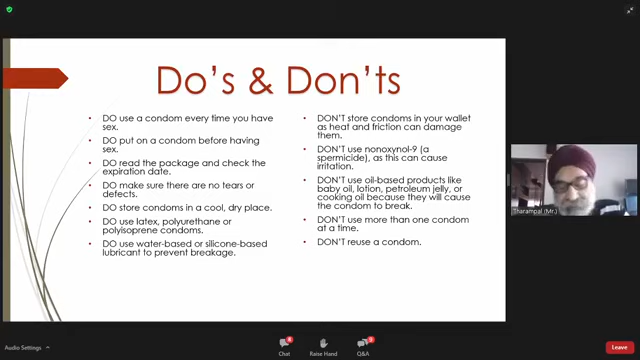 Do's & Don'ts
DO use a condom every time you have
sex.
DO put on a condom before having
sex.
DO read the package and check the
expiration date.
DO make sure there are no tears or
defects.
DO store condoms in a cool, dry place.
DO use latex, polyurethane or
polyisoprene condoms.
DO use water-based or silicone-based
lubricant to prevent breakage.
DON'T store condoms in your wallet
as heat and friction can damage
them.
DON'T use nonoxynol-9 (a
spermicide), as this can cause
irritation.
DON'T use oil-based products like
baby oil, lotion, petroleum jelly, or
cooking oil because they will cause
the condom to break.
DON'T use more than one condom
at a time.
DON'T reuse a condom.
Tharampal (Mr.)
Audio Settings
Chat
Raise Hand
Q&A
Leave